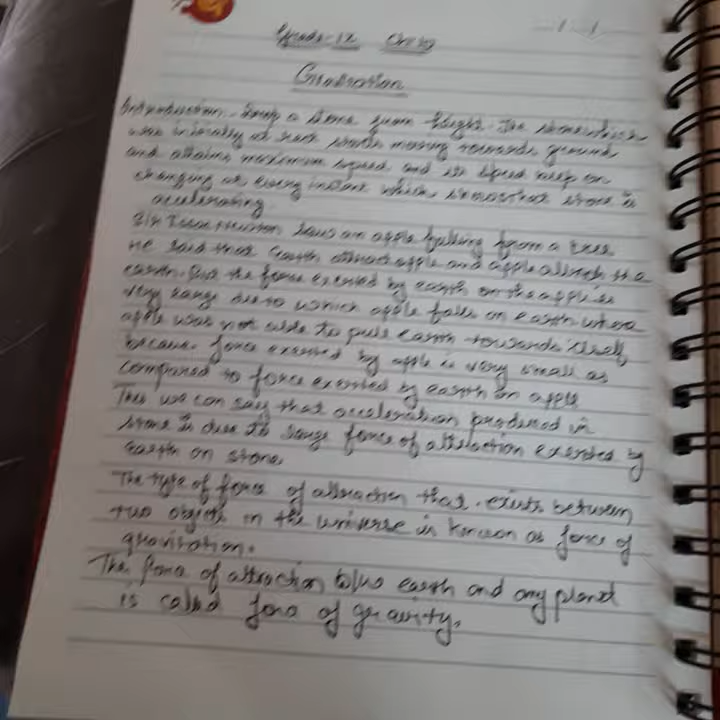 Grade-12
Gravitation
Introduction - Drop a stone from height. The stone which
was initially at rest starts moving towards ground
and attains maximum speed and its speed keep on
changing at every instant which shows that stone is
accelerating.
Sir Isaac Newton saws an apple falling from a tree
He said that Earth attract apple and apple attracts the
earth. But the force exerted by earth on the apple is
very large due to which apple falls on earth
apple was not able to pull earth towards itself
because force exerted by apple is very small as
compared to force exerted by earth on apple
Thus we can say that acceleration produced in
stone is due to large force of attraction exerted by
earth on stone.
The type of force of attraction that exists between
two objects in the universe is known as force of
gravitation.
The force of attraction b/w earth and any planet
is called force of gravity.